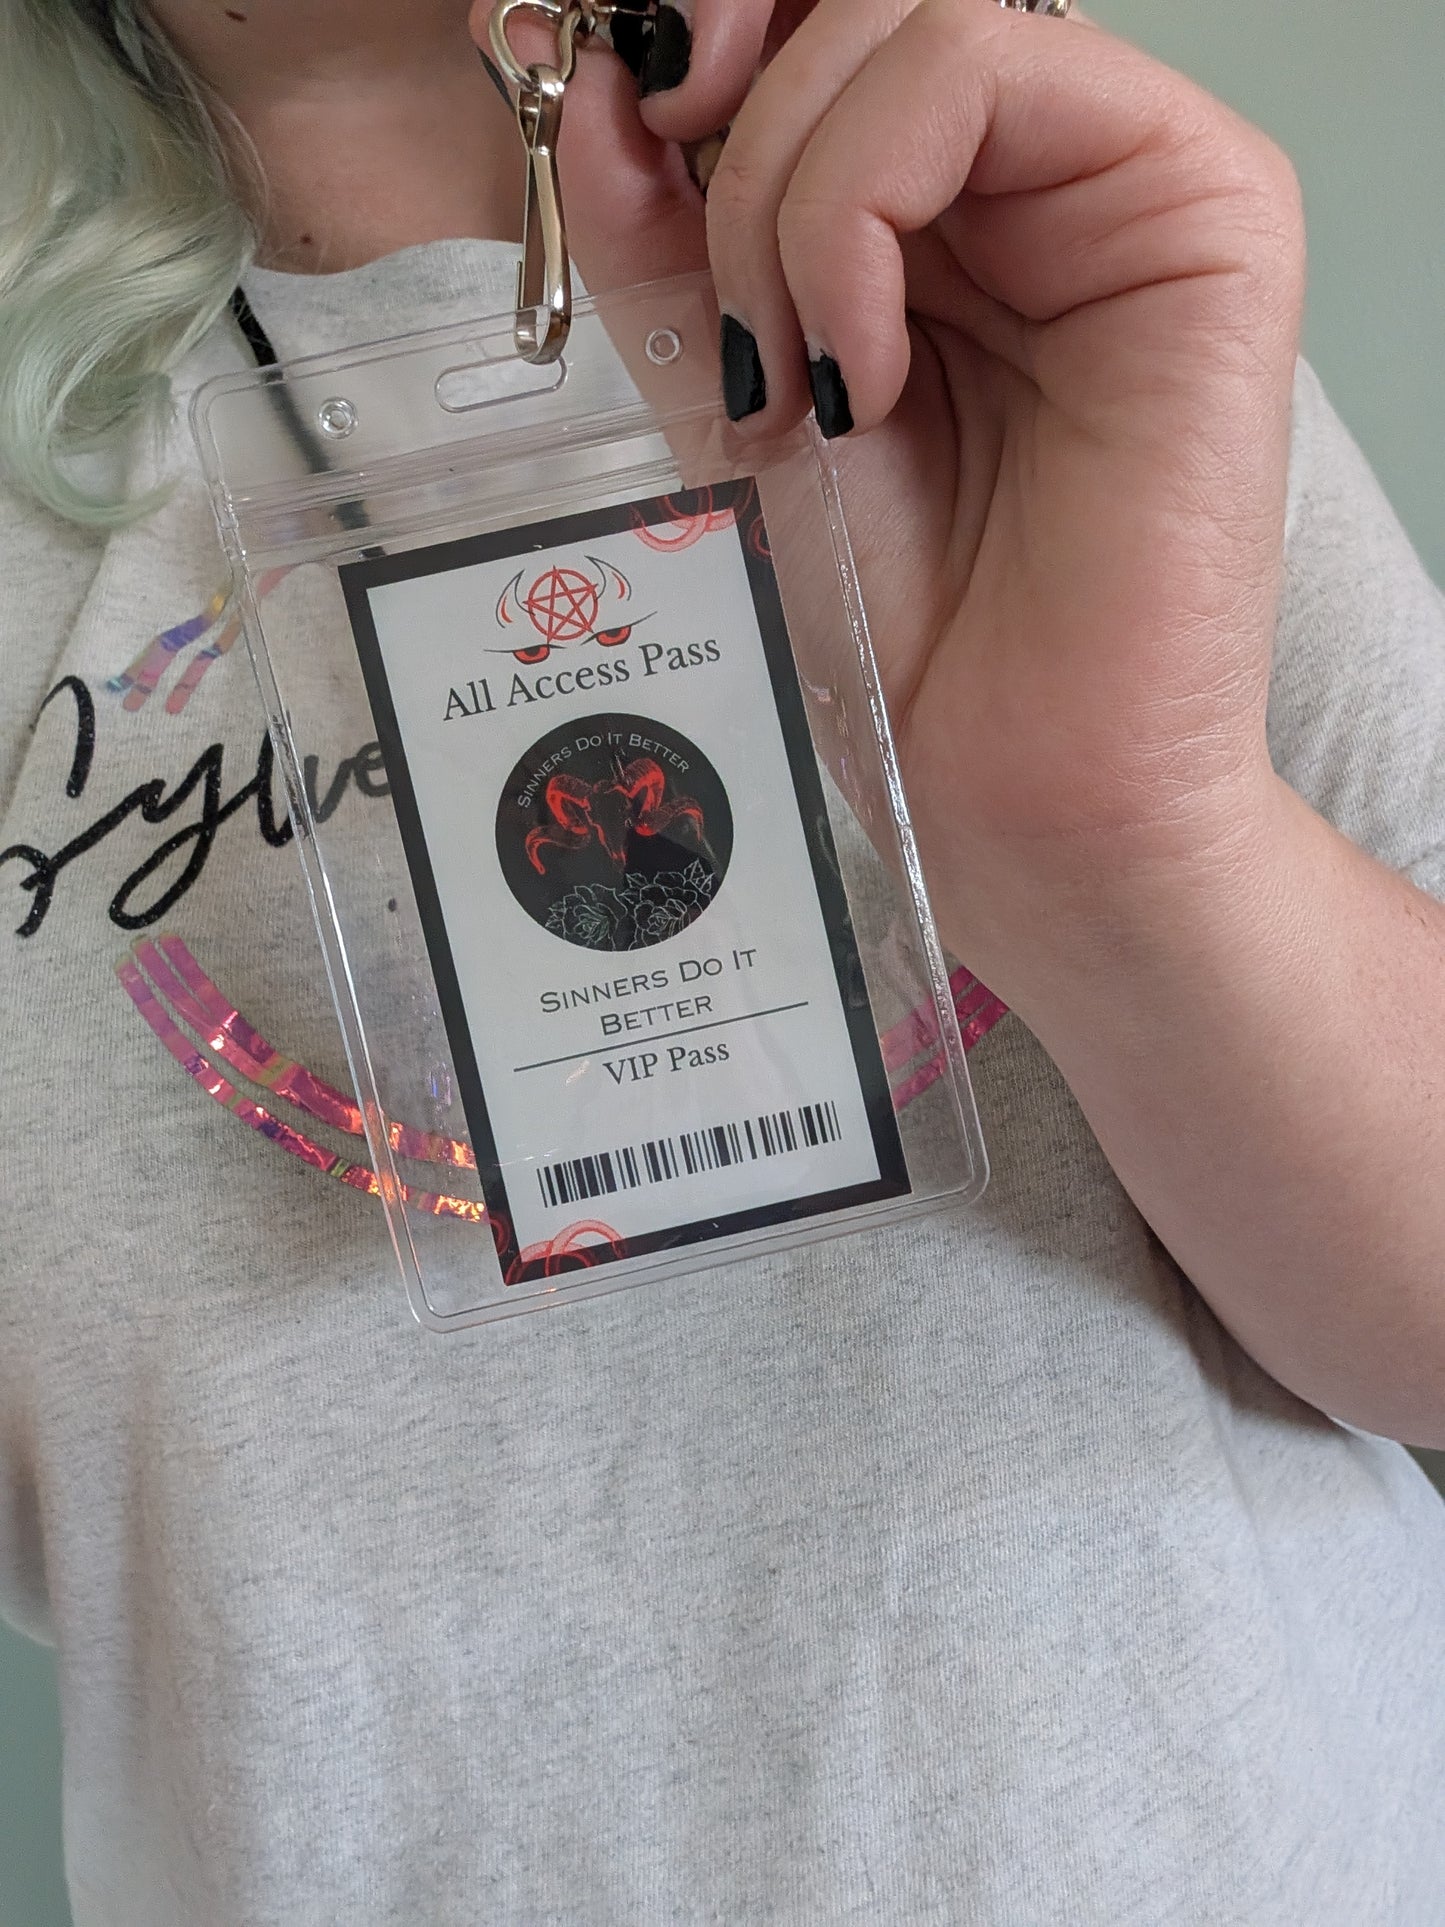 All Access Pass
Sinners Do It Better
Sinners Do It
Better
VIP Pass